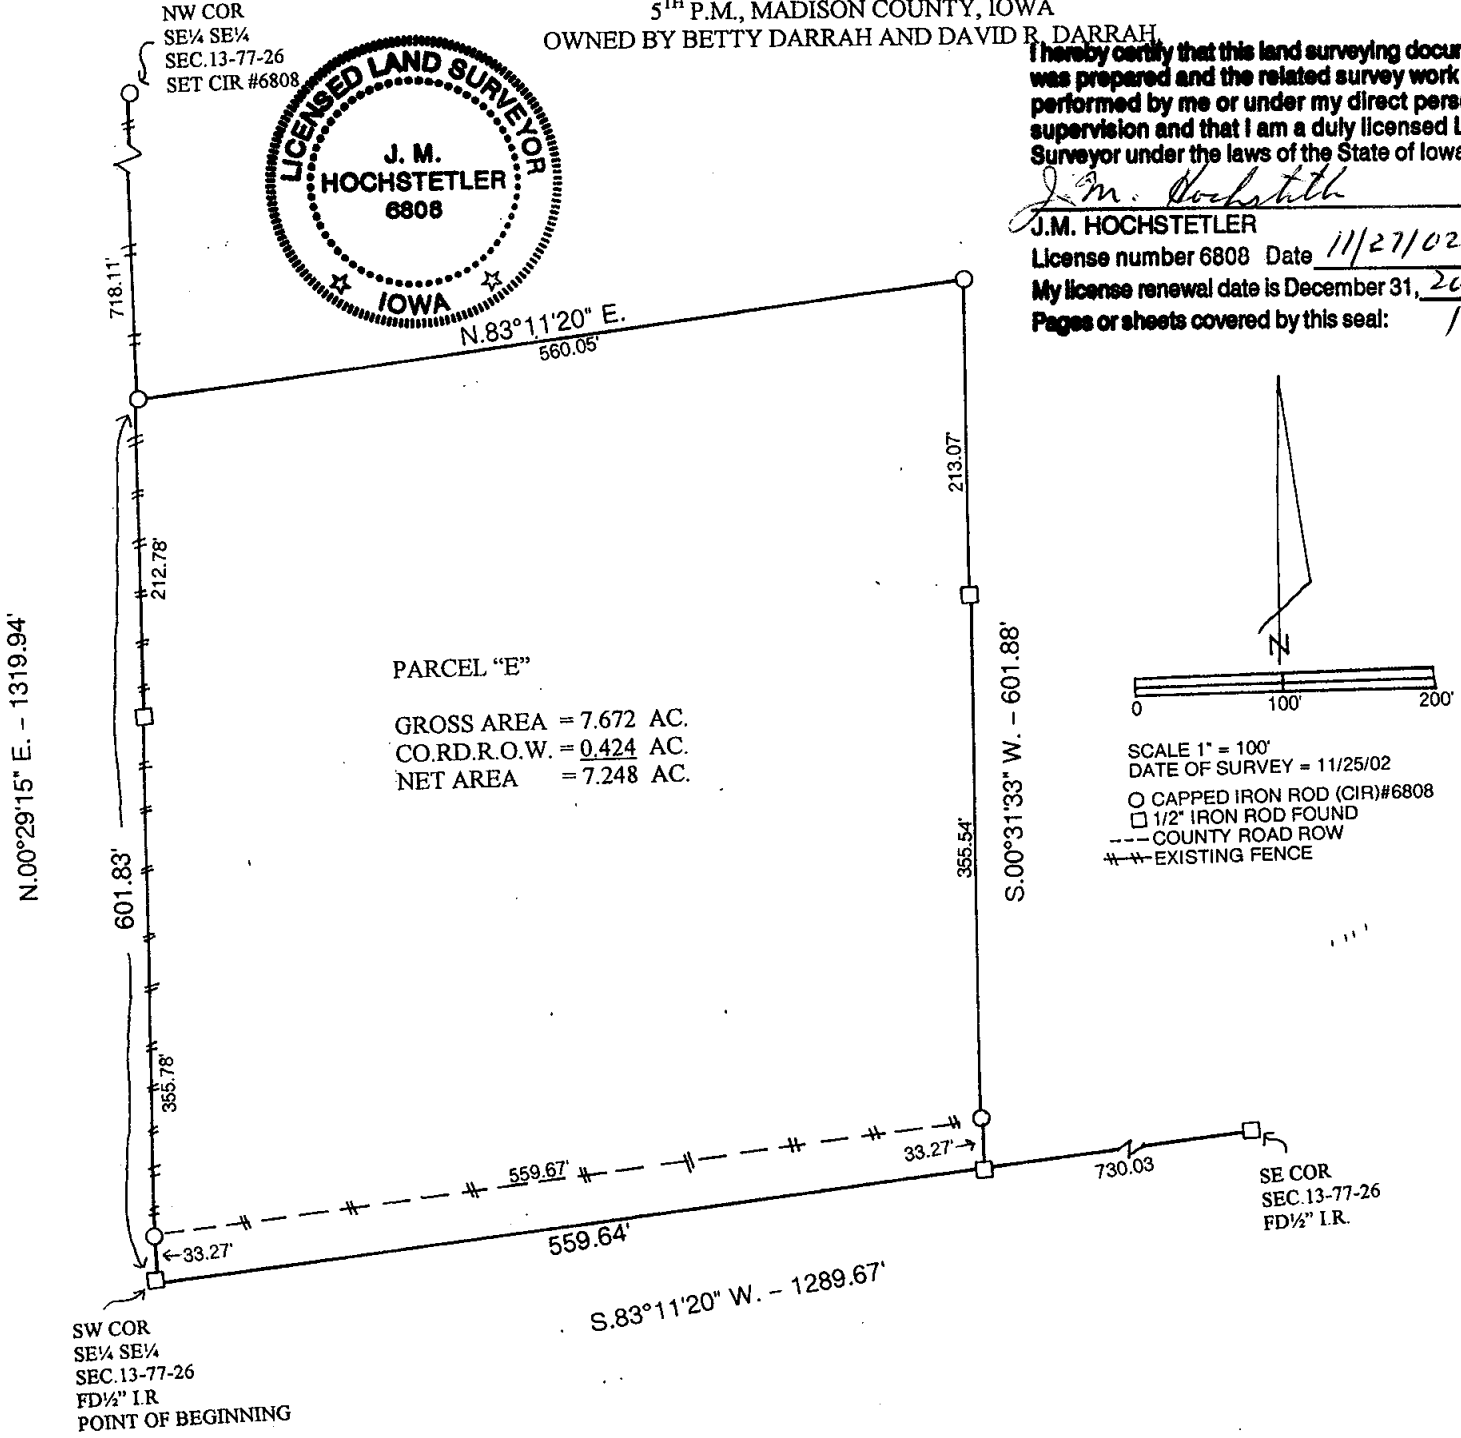 5TH P.M., MADISON COUNTY, IOWA
OWNED BY BETTY DARRAH AND DAVID R. DARRAH
NW COR
SE¼ SE¼
SEC.13-77-26
SET CIR #6808
LICENSED LAND SURVEYOR
J. M.
HOCHSTETLER
6808
IOWA
I hereby certify that this land surveying
was prepared and the related survey work
performed by me or under my direct
supervision and that I am a duly licensed
Surveyor under the laws of the State of Iowa
J. M. Hochstetler
J.M. HOCHSTETLER
License number 6808 Date 11/27/02
My license renewal date is December 31,
Pages or sheets covered by this seal: 1
718.11'
N.83°11'20" E.
560.05'
213.07'
212.78'
N.00°29'15" E. – 1319.94'
601.83'
355.78'
PARCEL “E”
GROSS AREA = 7.672 AC.
CO.RD.R.O.W. = 0.424 AC.
NET AREA = 7.248 AC.
S.00°31'33" W. – 601.88'
355.54'
N
0 100' 200'
SCALE 1" = 100'
DATE OF SURVEY = 11/25/02
CAPPED IRON ROD (CIR)#6808
1/2" IRON ROD FOUND
COUNTY ROAD ROW
EXISTING FENCE
559.67'
33.27'
33.27'
730.03
559.64'
S.83°11'20" W. – 1289.67'
SE COR
SEC.13-77-26
FD½” I.R.
SW COR
SE¼ SE¼
SEC.13-77-26
FD½” I.R
POINT OF BEGINNING